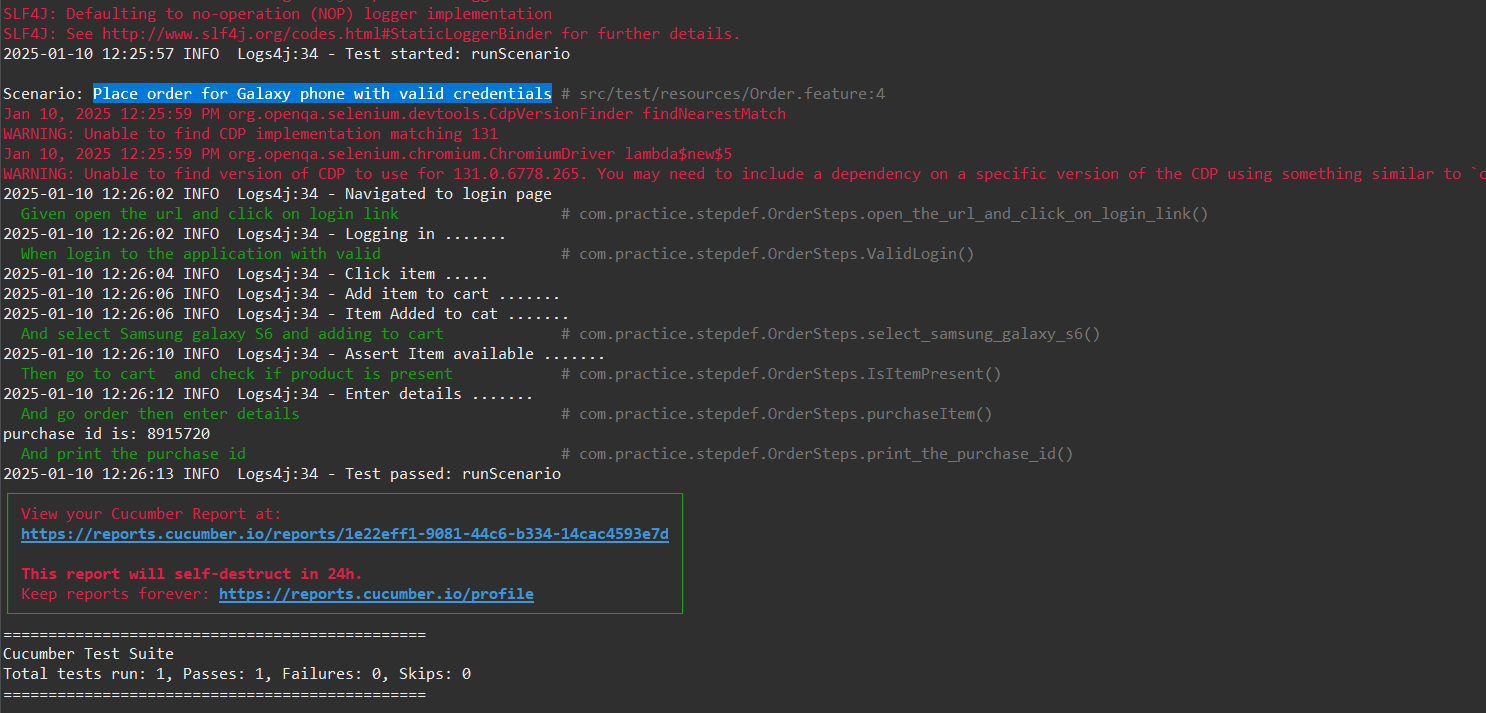 SLF4J: Defaulting to no-operation (NOP) logger implementation
SLF4J: See http://www.slf4j.org/codes.html#StaticLoggerBinder for further details.
2025-01-10 12:25:57 INFO  Logs4j:34 - Test started: runScenario
Scenario: Place order for Galaxy phone with valid credentials # src/test/resources/Order.feature:4
Jan 10, 2025 12:25:59 PM org.openqa.selenium.devtools.CdpVersionFinder findNearestMatch
WARNING: Unable to find CDP implementation matching 131
Jan 10, 2025 12:25:59 PM org.openqa.selenium.chromium.ChromiumDriver lambda$new$5
WARNING: Unable to find version of CDP to use for 131.0.6778.265. You may need to include a dependency on a specific version of the CDP using something similar to `
2025-01-10 12:26:02 INFO  Logs4j:34 - Navigated to login page
  Given open the url and click on login link                  # com.practice.stepdef.OrderSteps.open_the_url_and_click_on_login_link()
2025-01-10 12:26:02 INFO  Logs4j:34 - Logging in .......
  When login to the application with valid                    # com.practice.stepdef.OrderSteps.ValidLogin()
2025-01-10 12:26:04 INFO  Logs4j:34 - Click item .....
2025-01-10 12:26:06 INFO  Logs4j:34 - Add item to cart .......
2025-01-10 12:26:06 INFO  Logs4j:34 - Item Added to cat .......
  And select Samsung galaxy S6 and adding to cart             # com.practice.stepdef.OrderSteps.select_samsung_galaxy_s6()
2025-01-10 12:26:10 INFO  Logs4j:34 - Assert Item available .......
  Then go to cart  and check if product is present            # com.practice.stepdef.OrderSteps.IsItemPresent()
2025-01-10 12:26:12 INFO  Logs4j:34 - Enter details .......
  And go order then enter details                             # com.practice.stepdef.OrderSteps.purchaseItem()
purchase id is: 8915720
  And print the purchase id                                   # com.practice.stepdef.OrderSteps.print_the_purchase_id()
2025-01-10 12:26:13 INFO  Logs4j:34 - Test passed: runScenario
View your Cucumber Report at:
https://reports.cucumber.io/reports/1e22eff1-9081-44c6-b334-14cac4593e7d
This report will self-destruct in 24h.
Keep reports forever: https://reports.cucumber.io/profile
===============================================
Cucumber Test Suite
Total tests run: 1, Passes: 1, Failures: 0, Skips: 0
===============================================